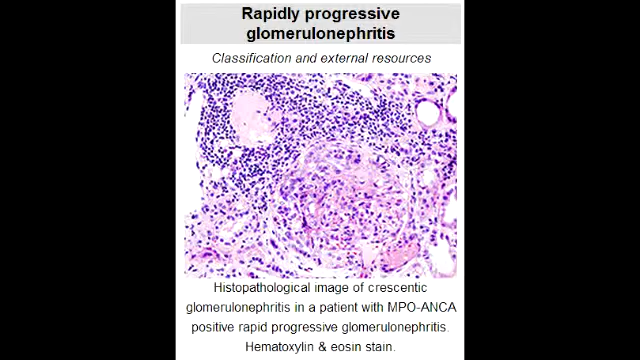 Rapidly progressive
glomerulonephritis
Classification and external resources
Histopathological image of crescentic
glomerulonephritis in a patient with MPO-ANCA
positive rapid progressive glomerulonephritis.
Hematoxylin & eosin stain.